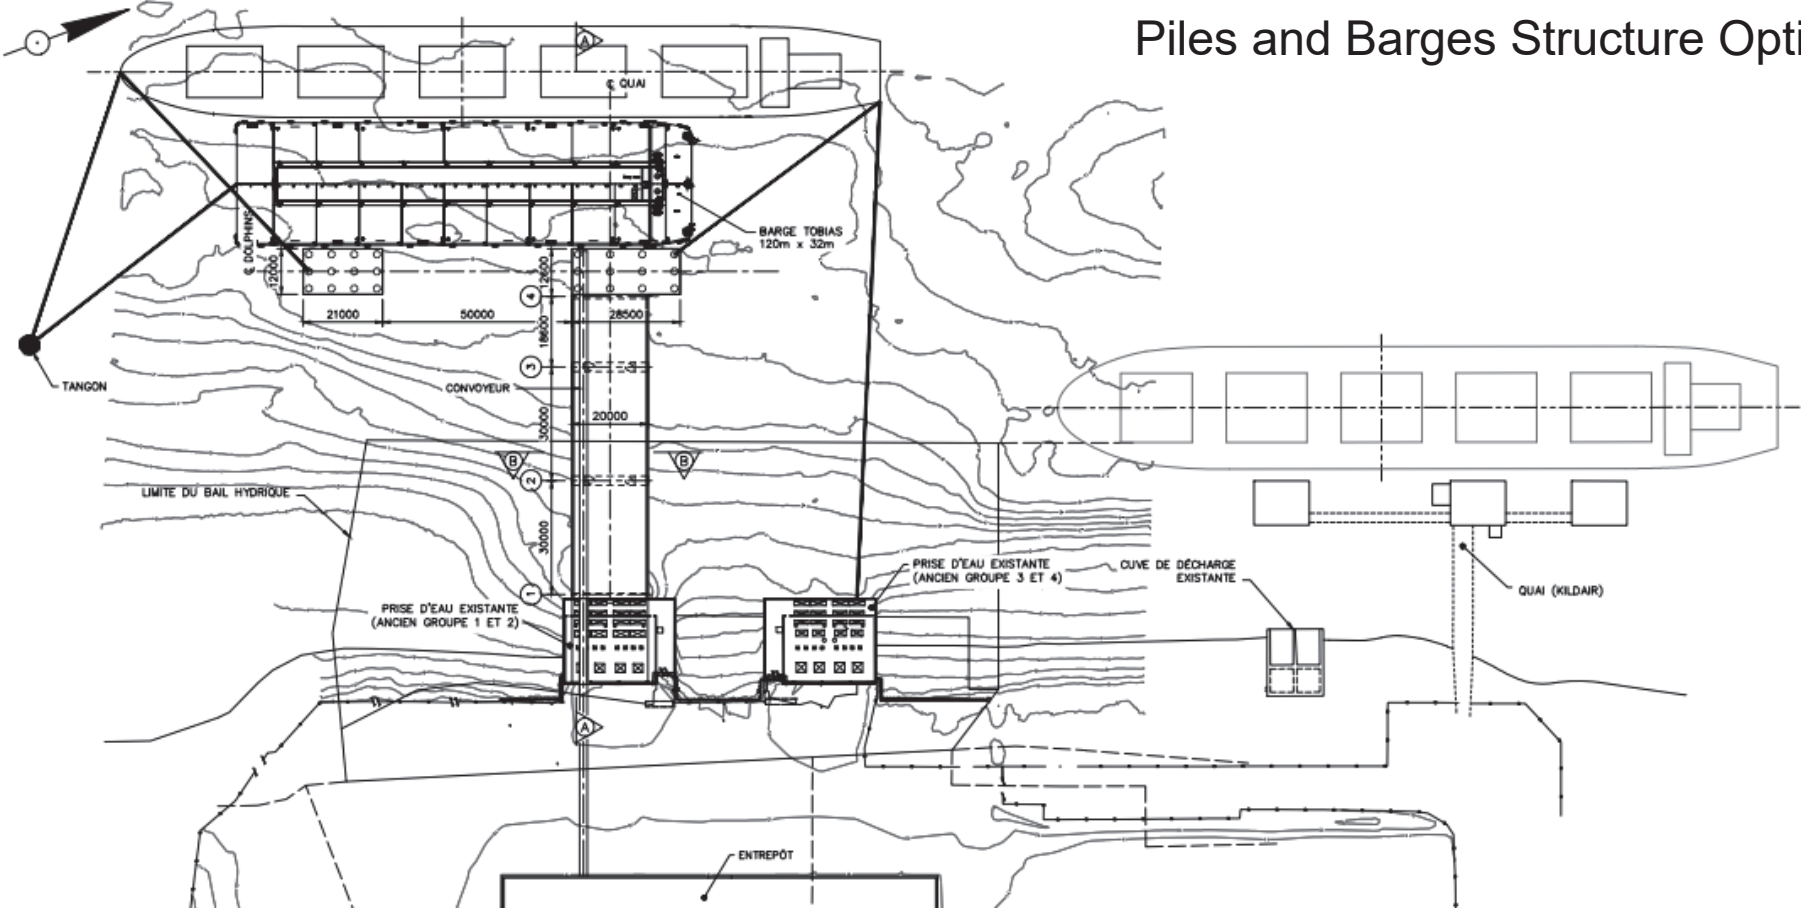 Piles and Barges Structure Opti
A
℄ QUAI
BARGE TOBIAS
120m x 32m
℄ DOLPHINS
12000
12600
21000
50000
28500
4
18600
3
TANGON
CONVOYEUR
20000
30000
B
B
2
LIMITE DU BAIL HYDRIQUE
30000
1
PRISE D'EAU EXISTANTE
(ANCIEN GROUPE 3 ET 4)
CUVE DE DÉCHARGE
EXISTANTE
QUAI (KILDAIR)
PRISE D'EAU EXISTANTE
(ANCIEN GROUPE 1 ET 2)
A
ENTREPÔT